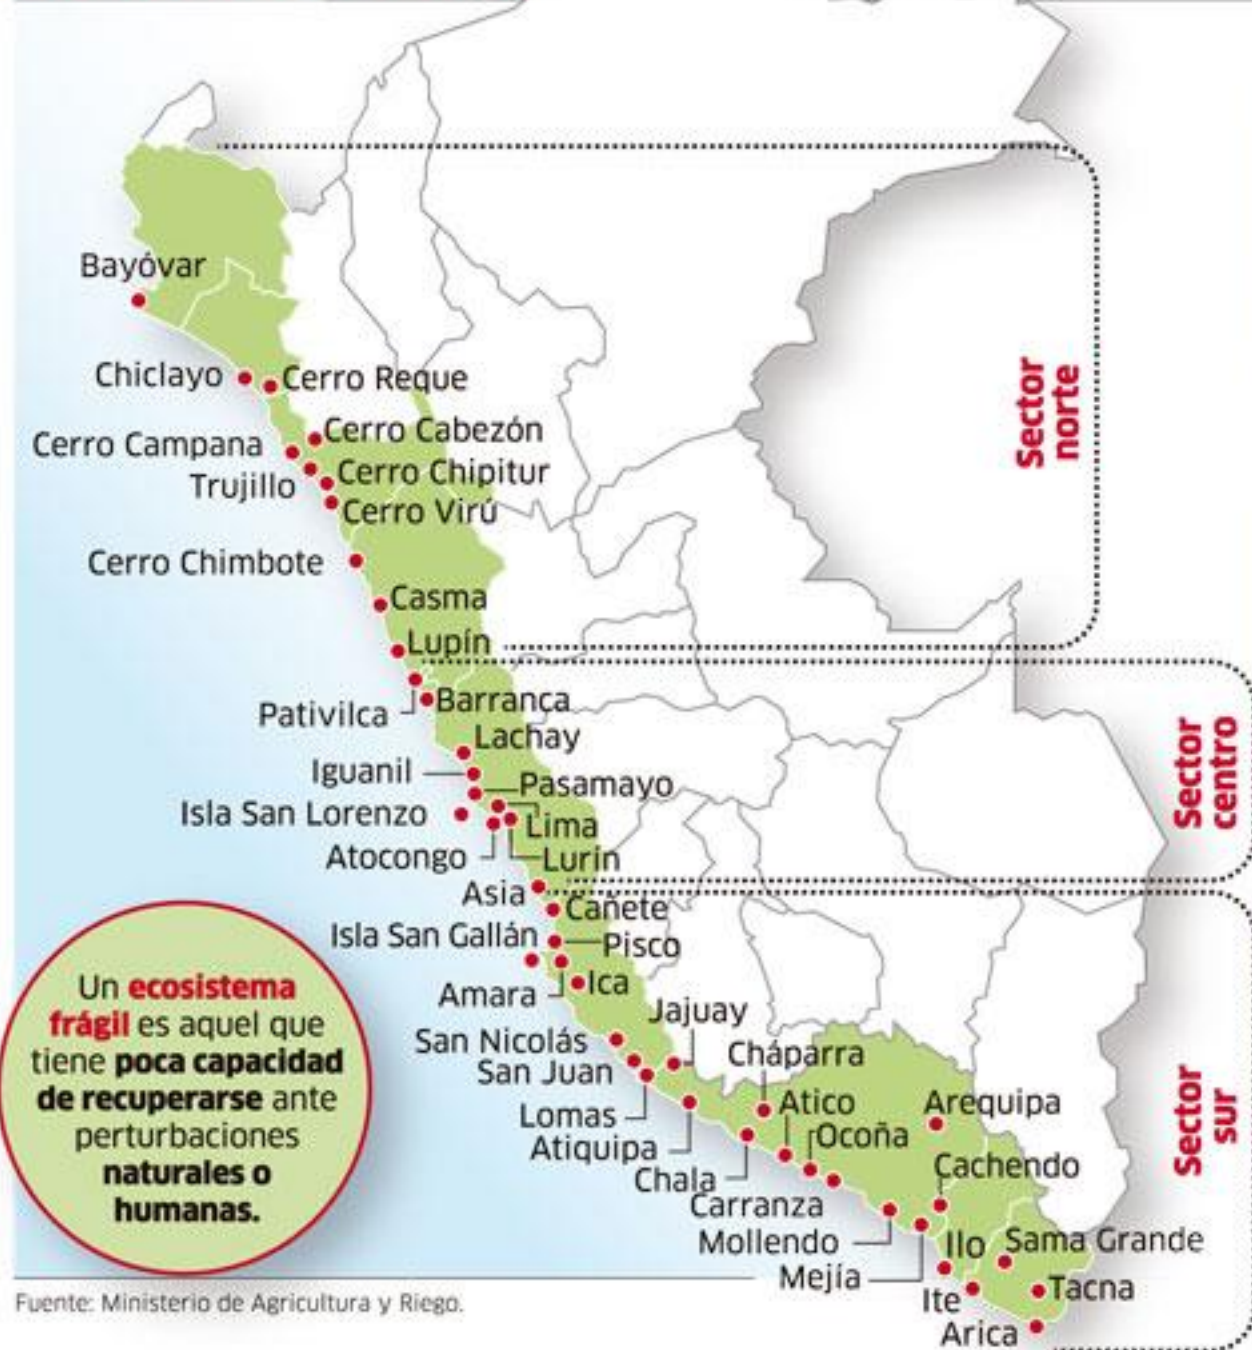 Bayóvar
Chiclayo
Cerro Reque
Cerro Cabezón
Cerro Campana
Cerro Chipitur
Trujillo
Cerro Virú
Cerro Chimbote
Casma
Lupín
Sector
norte
Pativilca
Barranca
Lachay
Iguanil
Pasamayo
Isla San Lorenzo
Lima
Atocongo
Lurín
Sector
centro
Asia
Cañete
Isla San Gallán
Pisco
Ica
Amara
Jajuay
San Nicolás
San Juan
Cháparra
Lomas
Atico
Arequipa
Atiquipa
Ocoña
Chala
Cachendo
Carranza
Mollendo
Ilo
Sama Grande
Mejía
Ite
Tacna
Arica
Sector
sur
Un ecosistema
frágil es aquel que
tiene poca capacidad
de recuperarse ante
perturbaciones
naturales o
humanas.
Fuente: Ministerio de Agricultura y Riego.